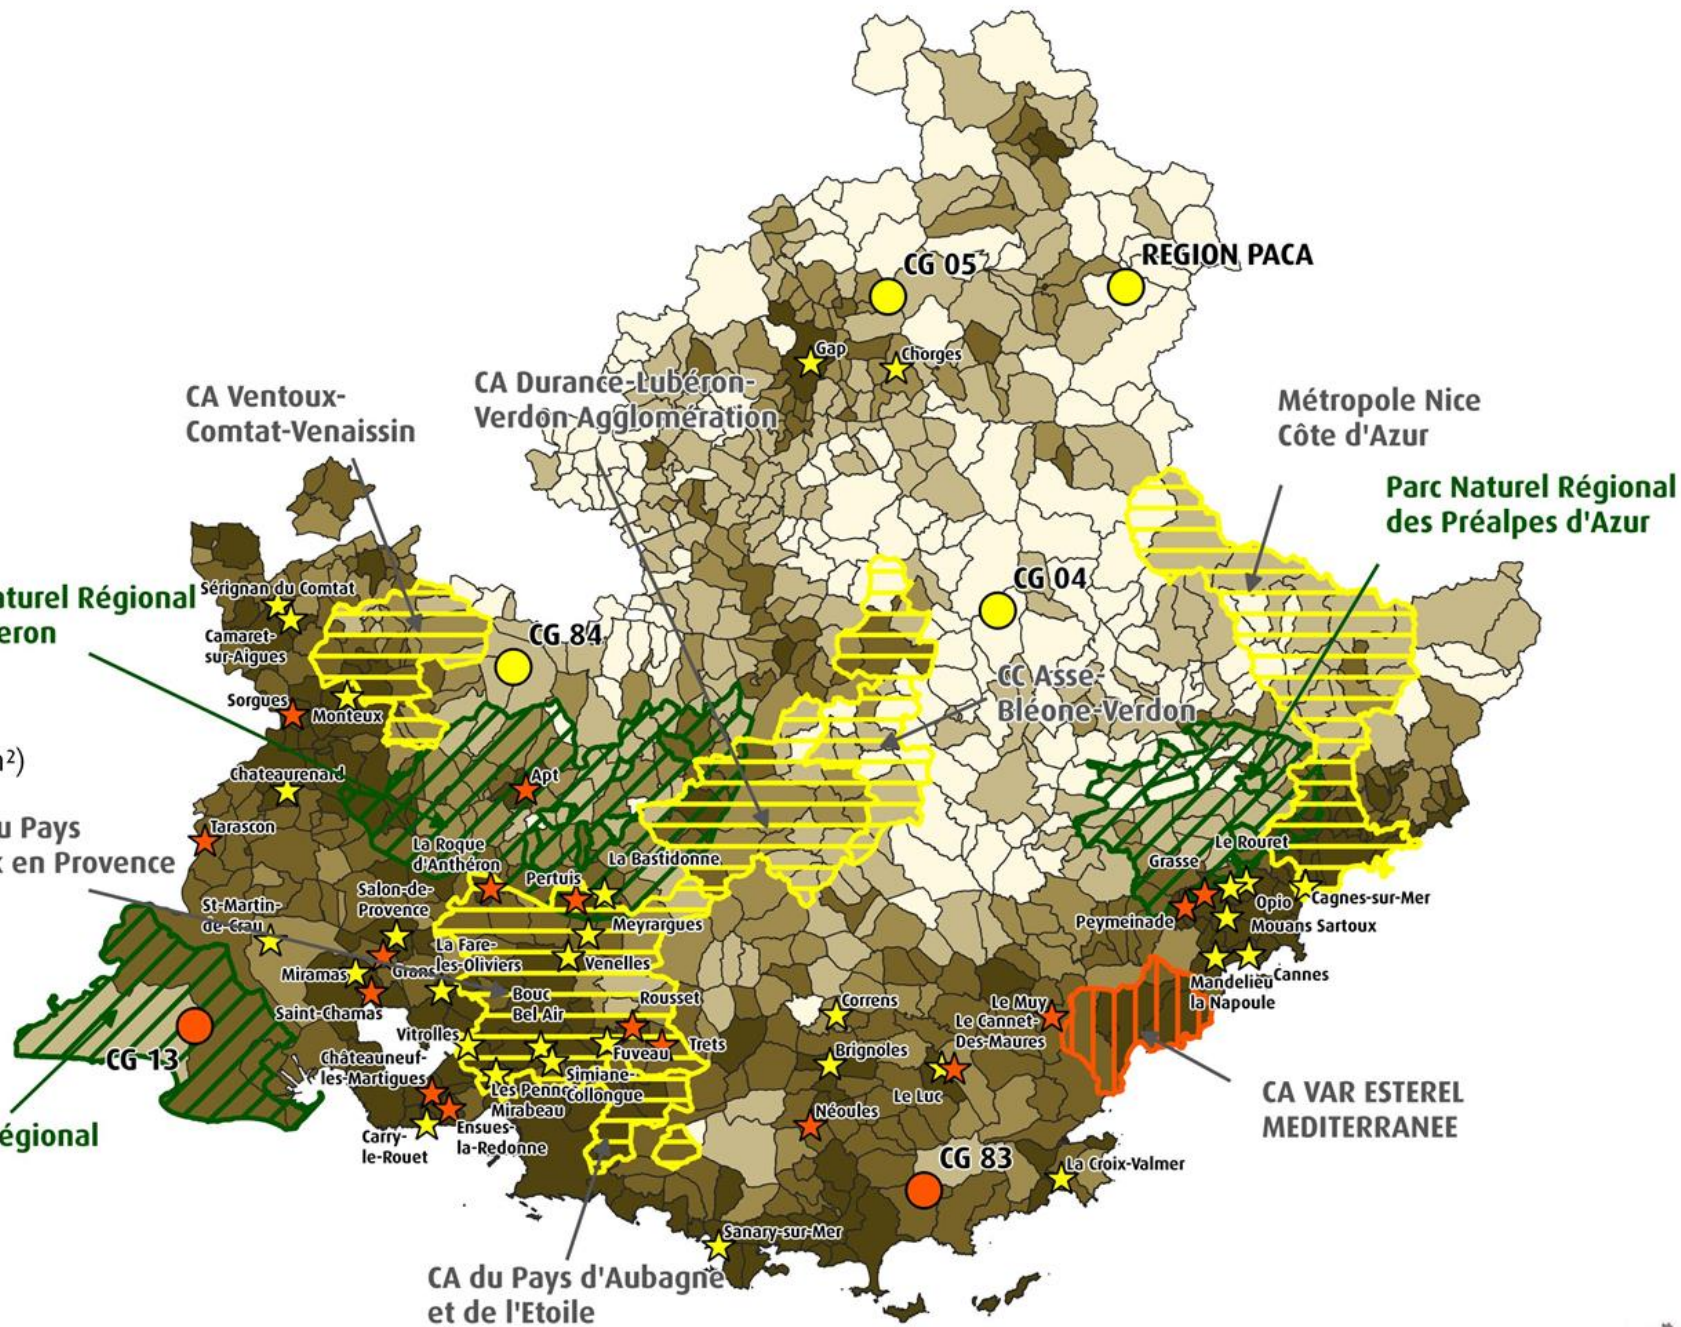 REGION PACA
CG 05
Gap
Chorges
CA Durance-Lubéron-
Verdon Agglomération
CA Ventoux-
Comtat-Venaissin
Métropole Nice
Côte d'Azur
Parc Naturel Régional
des Préalpes d'Azur
CG 04
aturel Régional
eron
Sérignan du Comtat
Camaret-
sur-Aigues
CG 84
CC Asse-
Bléone-Verdon
Sorgues
Monteux
n²)
Chateaurenard
Apt
u Pays
x en Provence
Tarascon
La Roque
d'Anthéron
Pertuis
La Bastidonne
Le Rouret
Grasse
Salon-de-
Provence
St-Martin-
de-Crau
Meyrargues
Peymeinade
Opio
Cagnes-sur-Mer
Mouans Sartoux
La Fare-
les-Oliviers
Venelles
Miramas
Grans
Cannes
Mandelieu
la Napoule
Saint-Chamas
Bouc
Bel Air
Rousset
Correns
Le Muy
Le Cannet-
Des-Maures
Vitrolles
Fuveau
Trets
Brignoles
CG 13
Châteauneuf-
les-Martigues
Simiane-
Collongue
Les Penne
Mirabeau
Le Luc
Néoules
CA VAR ESTEREL
MEDITERRANEE
égional
Carry-
le-Rouet
Ensues-
la-Redonne
CG 83
La Croix-Valmer
Sanary-sur-Mer
CA du Pays d'Aubagne
et de l'Etoile